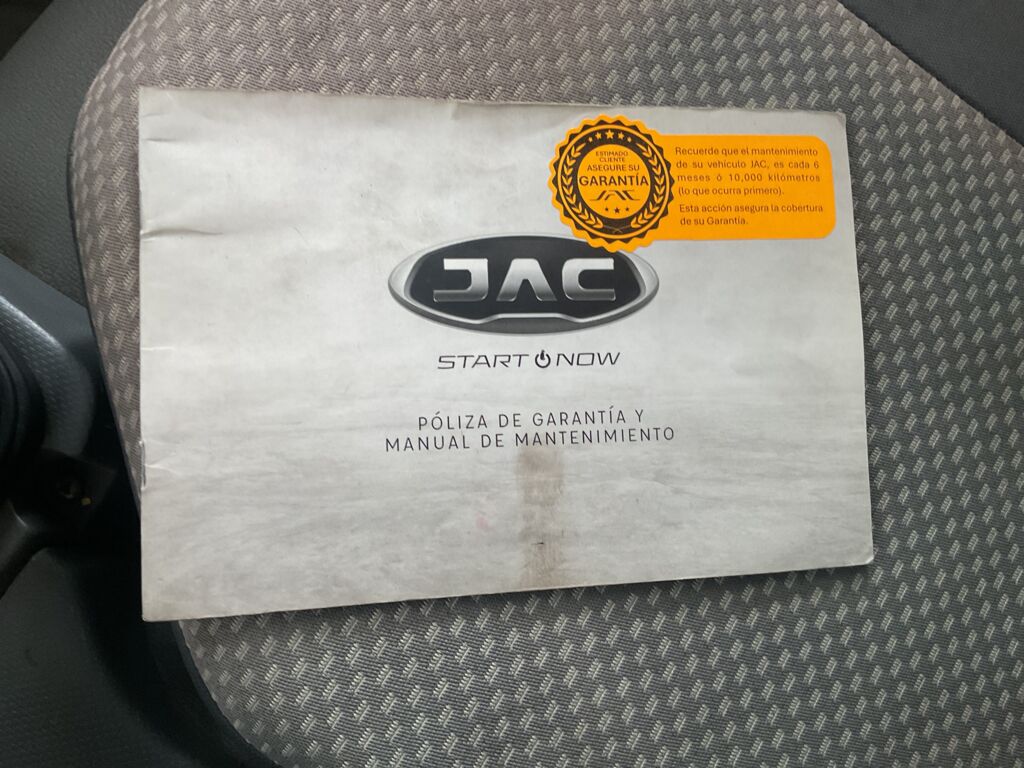 ESTIMADO
CLIENTE
ASEGURE SU
GARANTÍA
JAC
Recuerde que el mantenimiento
de su vehículo JAC, es cada 6
meses ó 10,000 kilómetros
(lo que ocurra primero).
Esta acción asegura la cobertura
de su Garantía.
JAC
START NOW
PÓLIZA DE GARANTÍA Y
MANUAL DE MANTENIMIENTO